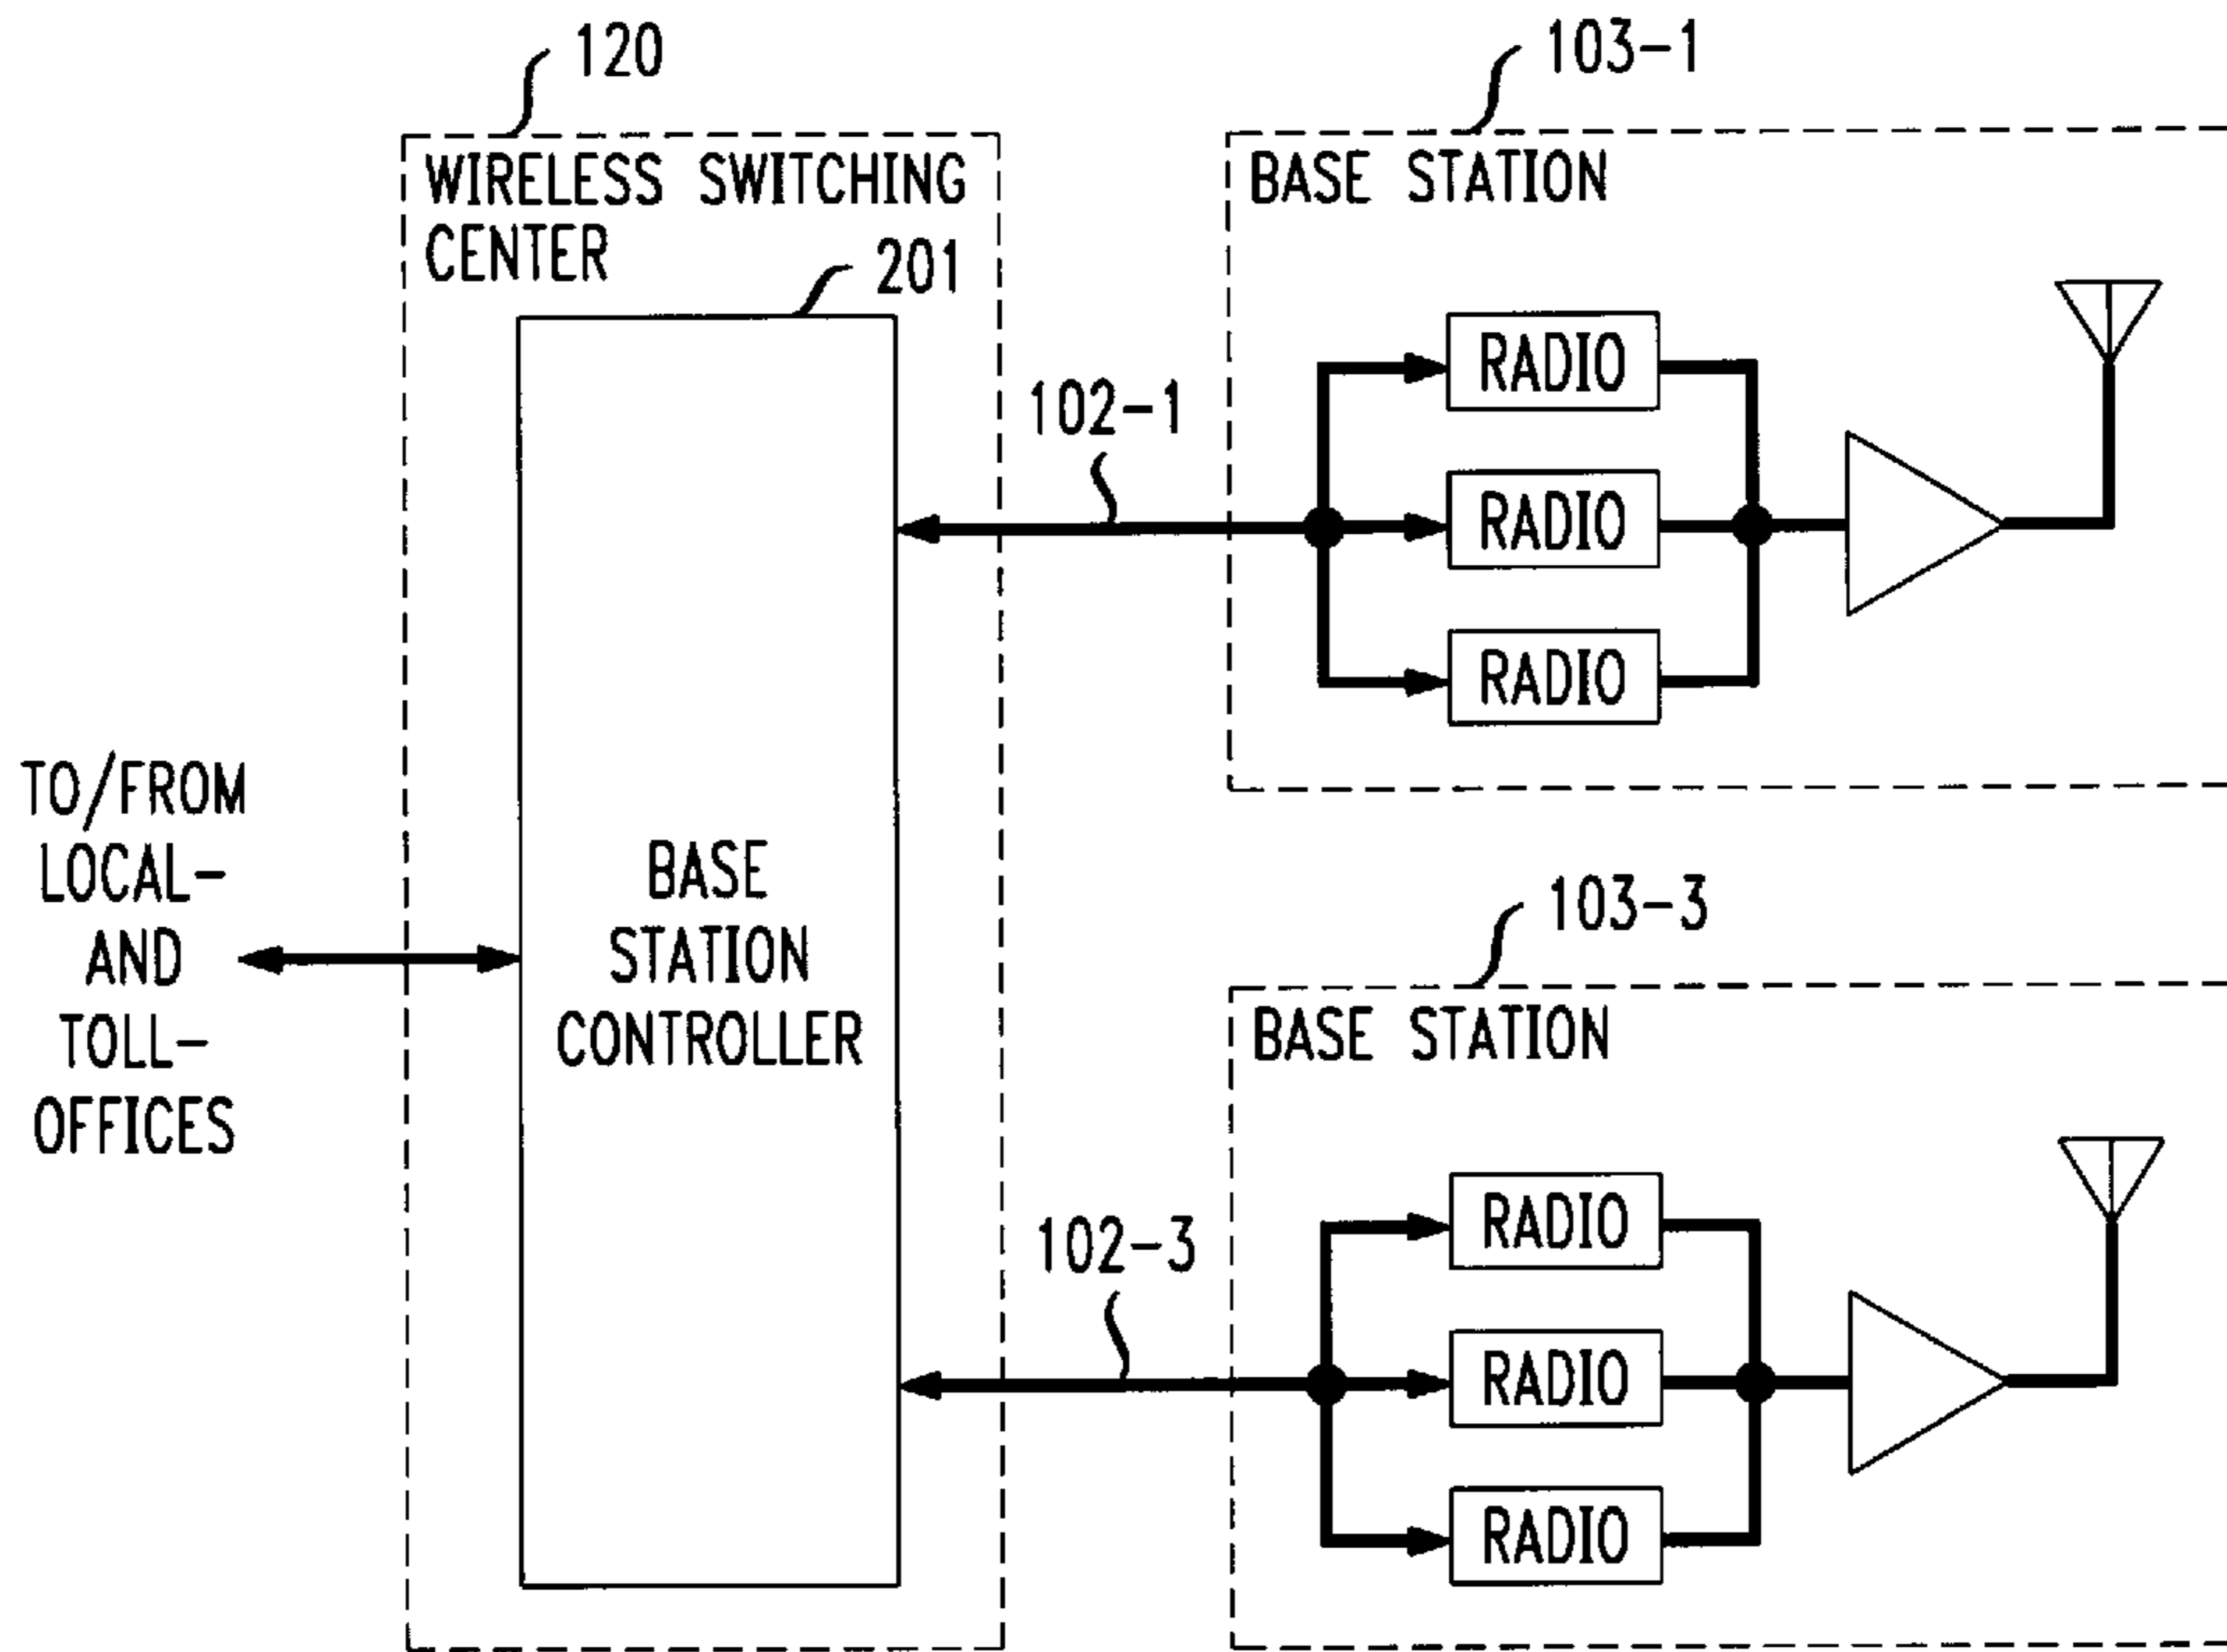 120
103-1
WIRELESS SWITCHING
CENTER
201
BASE STATION
RADIO
102-1
RADIO
RADIO
TO/FROM
LOCAL-
AND
TOLL-
OFFICES
BASE
STATION
CONTROLLER
103-3
BASE STATION
RADIO
102-3
RADIO
RADIO